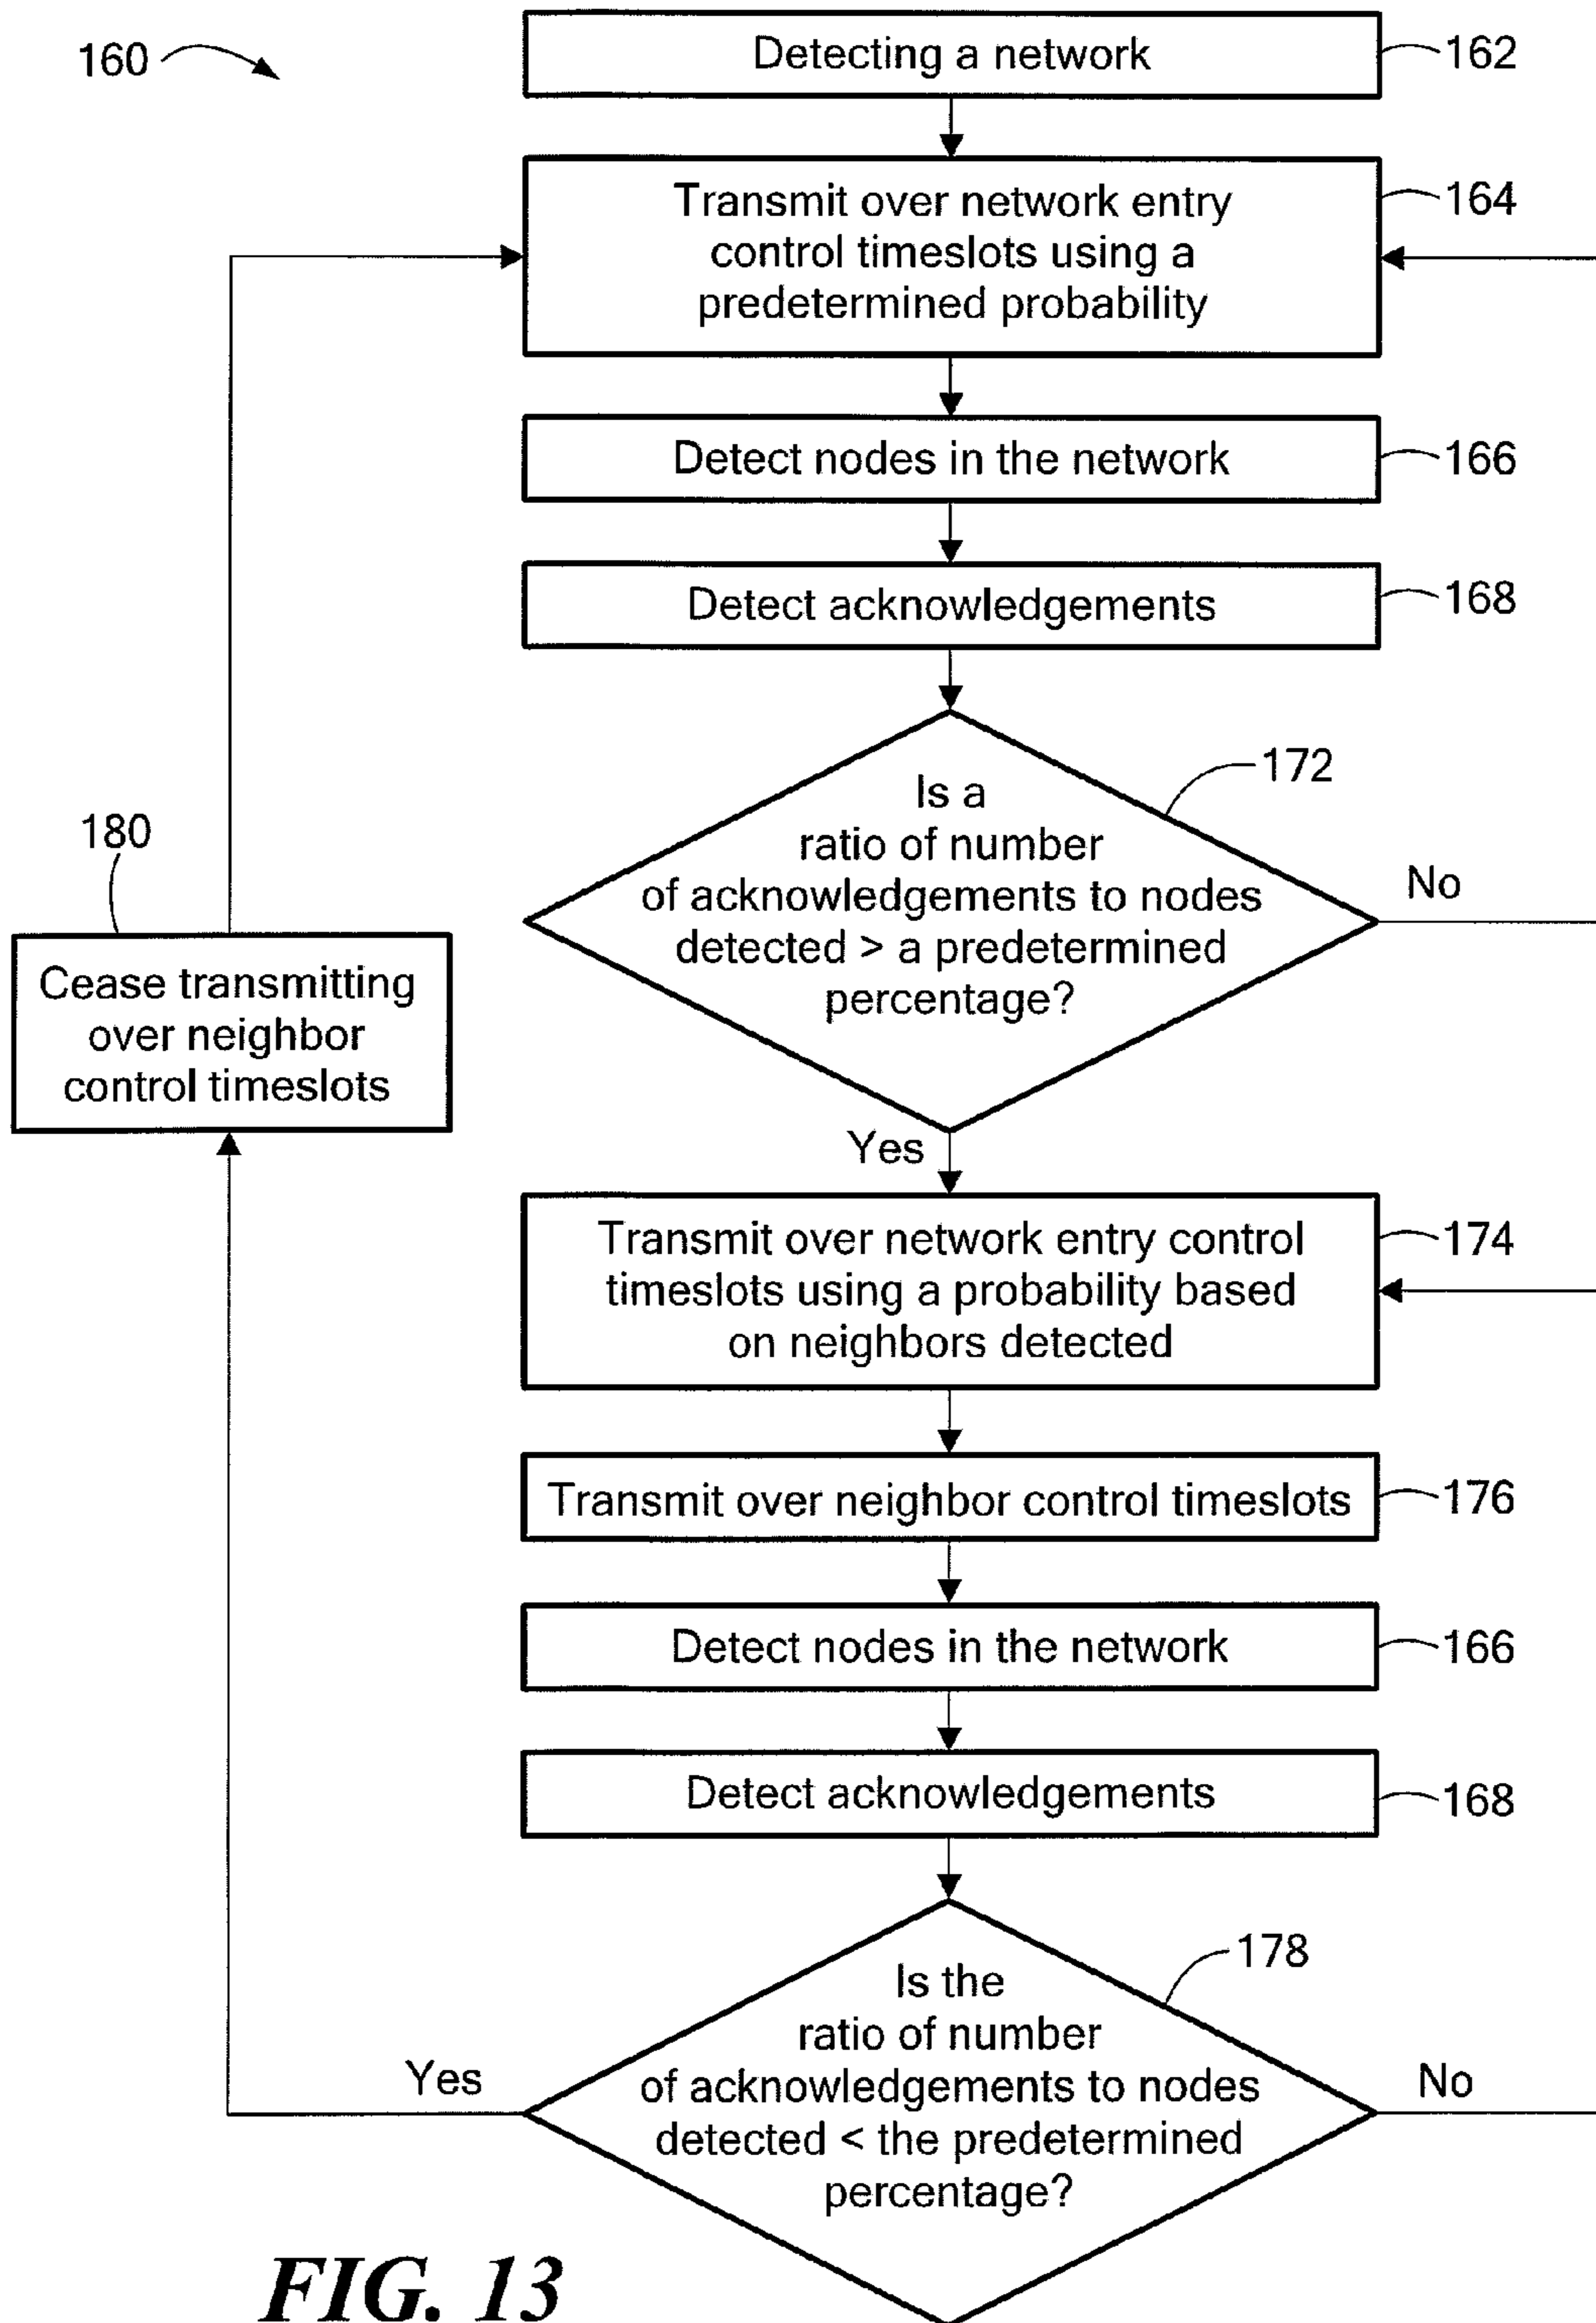 160
Detecting a network
162
Transmit over network entry
control timeslots using a
predetermined probability
164
Detect nodes in the network
166
Detect acknowledgements
168
Is a
ratio of number
of acknowledgements to nodes
detected > a predetermined
percentage?
172
No
Yes
180
Cease transmitting
over neighbor
control timeslots
Transmit over network entry control
timeslots using a probability based
on neighbors detected
174
Transmit over neighbor control timeslots
176
Detect nodes in the network
166
Detect acknowledgements
168
Is the
ratio of number
of acknowledgements to nodes
detected < the predetermined
percentage?
178
Yes
No
FIG. 13